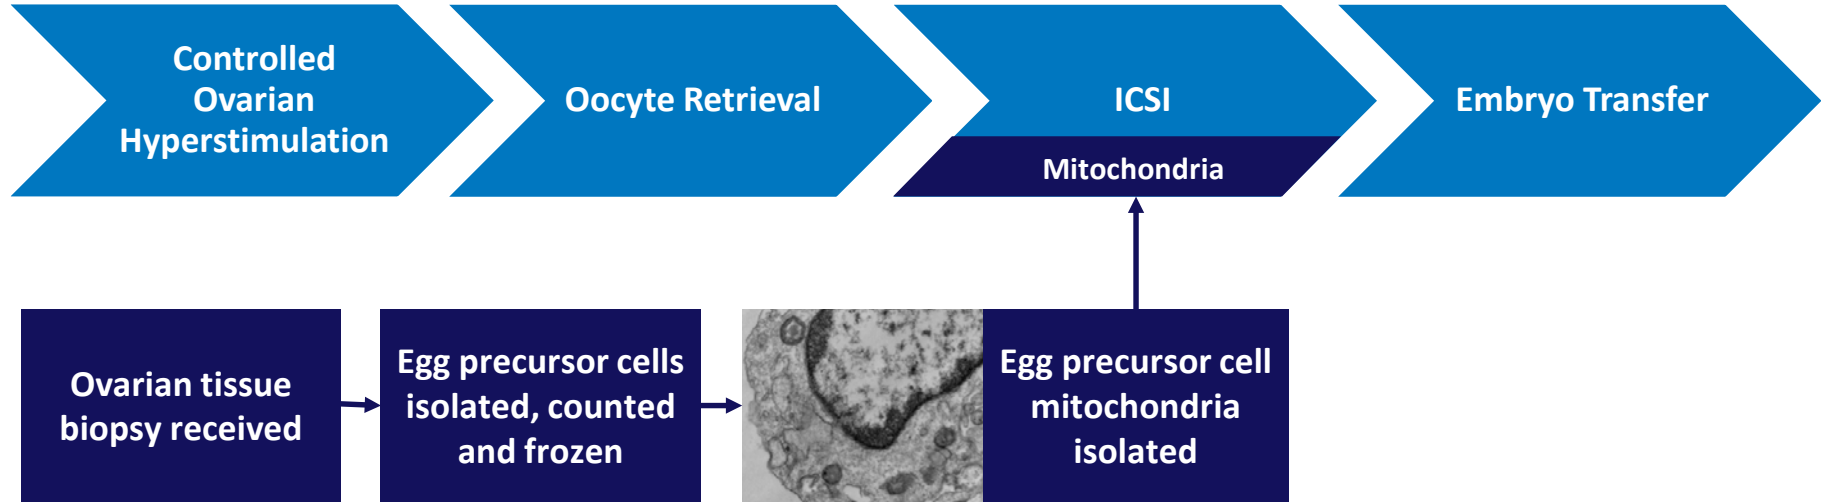 Controlled
Ovarian
Hyperstimulation
Oocyte Retrieval
ICSI
Mitochondria
Embryo Transfer
Ovarian tissue
biopsy received
Egg precursor cells
isolated, counted
and frozen
Egg precursor cell
mitochondria
isolated